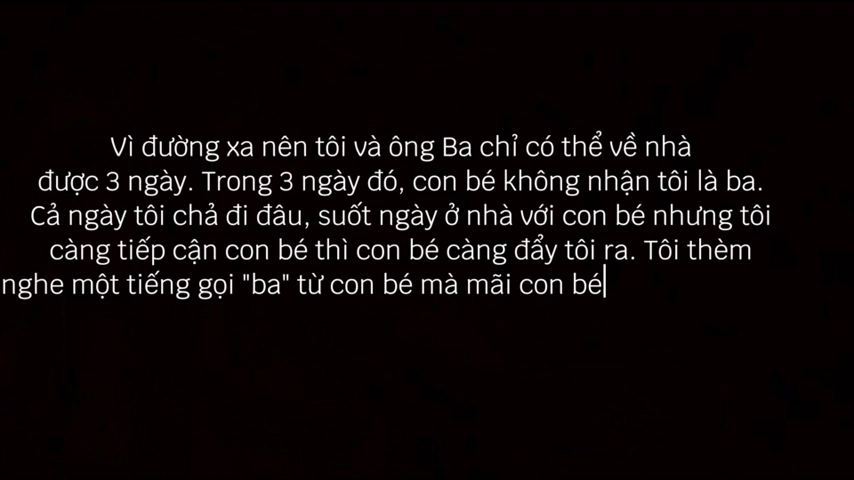 Vì đường xa nên tôi và ông Ba chỉ có thể về nhà
được 3 ngày. Trong 3 ngày đó, con bé không nhận tôi là ba.
Cả ngày tôi chả đi đâu, suốt ngày ở nhà với con bé nhưng tôi
càng tiếp cận con bé thì con bé càng đẩy tôi ra. Tôi thèm
nghe một tiếng gọi "ba" từ con bé mà mãi con bé